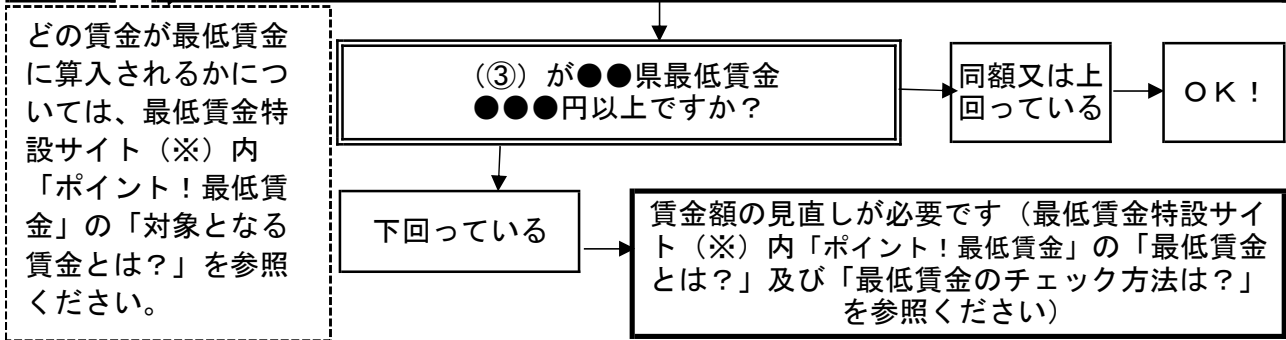 どの賃金が最低賃金
に算入されるかにつ
いては、最低賃金特
設サイト（※）内
「ポイント！最低賃
金」の「対象となる
賃金とは？」を参照
ください。
（③）が●●県最低賃金
●●●円以上ですか？
同額又は上
回っている
ＯＫ！
下回っている
賃金額の見直しが必要です（最低賃金特設サイ
ト（※）内「ポイント！最低賃金」の「最低賃金
とは？」及び「最低賃金のチェック方法は？」
を参照ください）